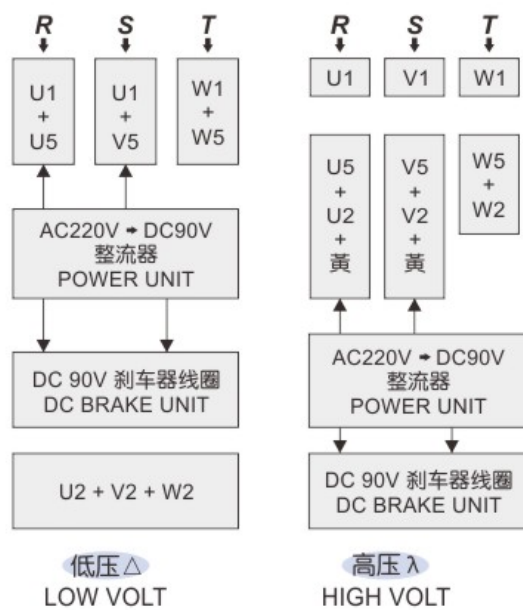 R S T
U1
+
U5
U1
+
V5
W1
+
W5
AC220V ➡ DC90V
整流器
POWER UNIT
DC 90V 刹车器线圈
DC BRAKE UNIT
U2 + V2 + W2
低压△
LOW VOLT
R S T
U1 V1 W1
U5
+
U2
+
黃
V5
+
V2
+
黃
W5
+
W2
AC220V ➡ DC90V
整流器
POWER UNIT
DC 90V 刹车器线圈
DC BRAKE UNIT
高压 λ
HIGH VOLT